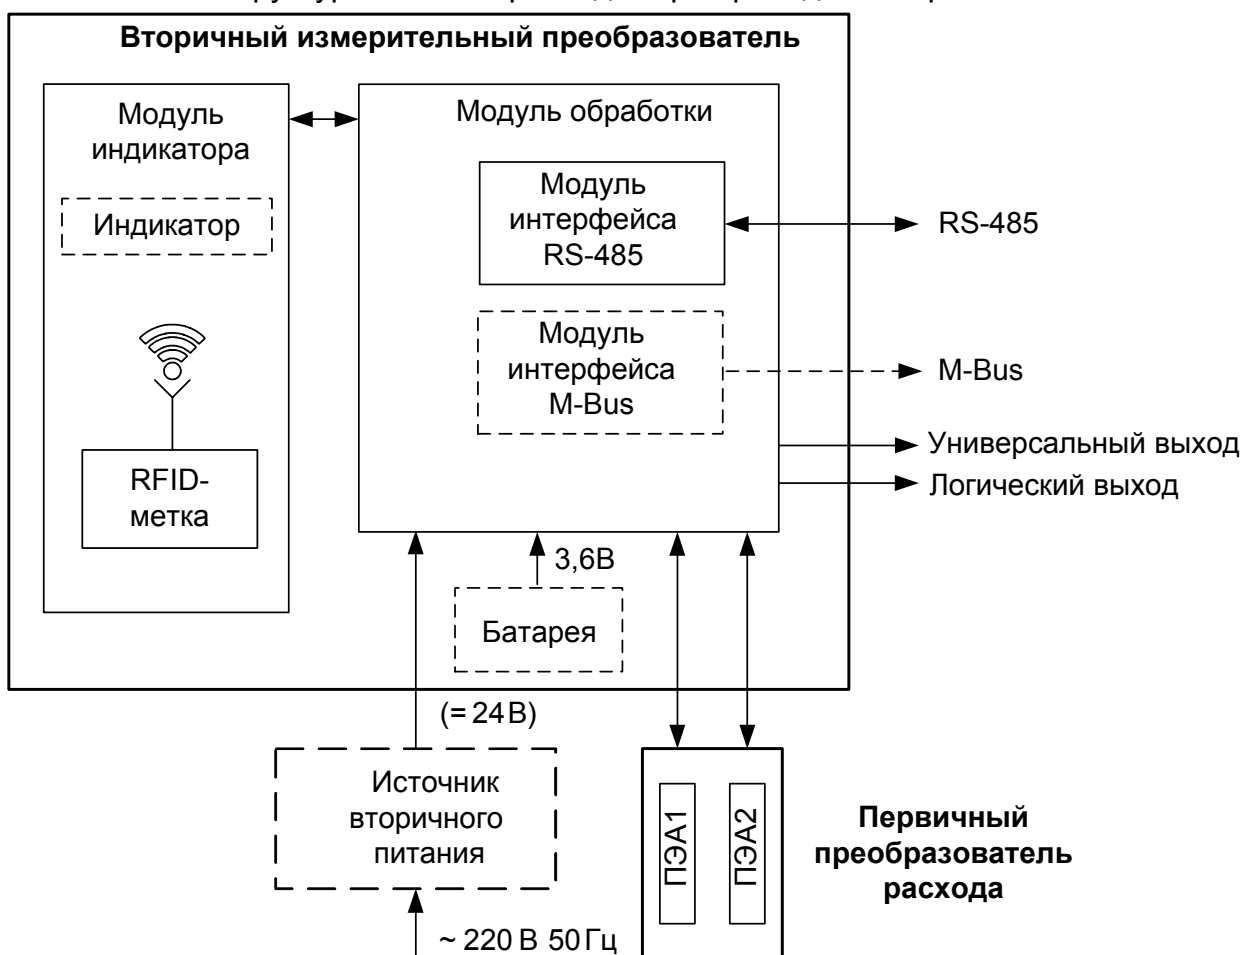 Вторичный измерительный преобразователь
Модуль
индикатора
Индикатор
RFID-
метка
Модуль обработки
Модуль
интерфейса
RS-485
RS-485
Модуль
интерфейса
M-Bus
M-Bus
Универсальный выход
Логический выход
3,6В
Батарея
(= 24 В)
Источник
вторичного
питания
~ 220 В 50 Гц
ПЭА1
ПЭА2
Первичный
преобразователь
расхода